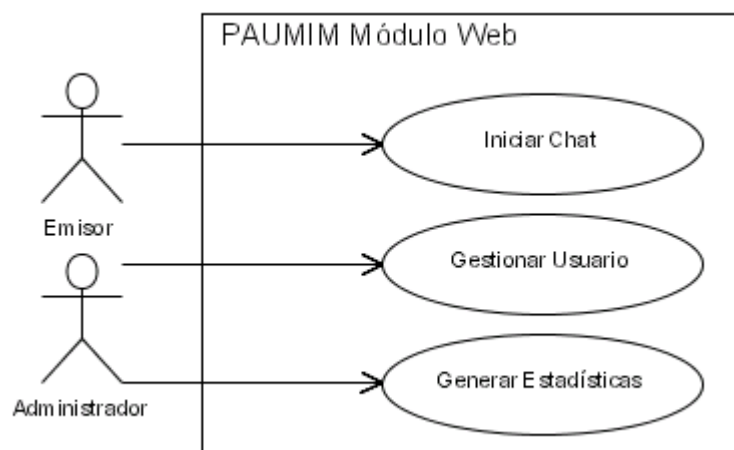 PAUMIM Módulo Web
Iniciar Chat
Emisor
Gestionar Usuario
Generar Estadísticas
Administrador